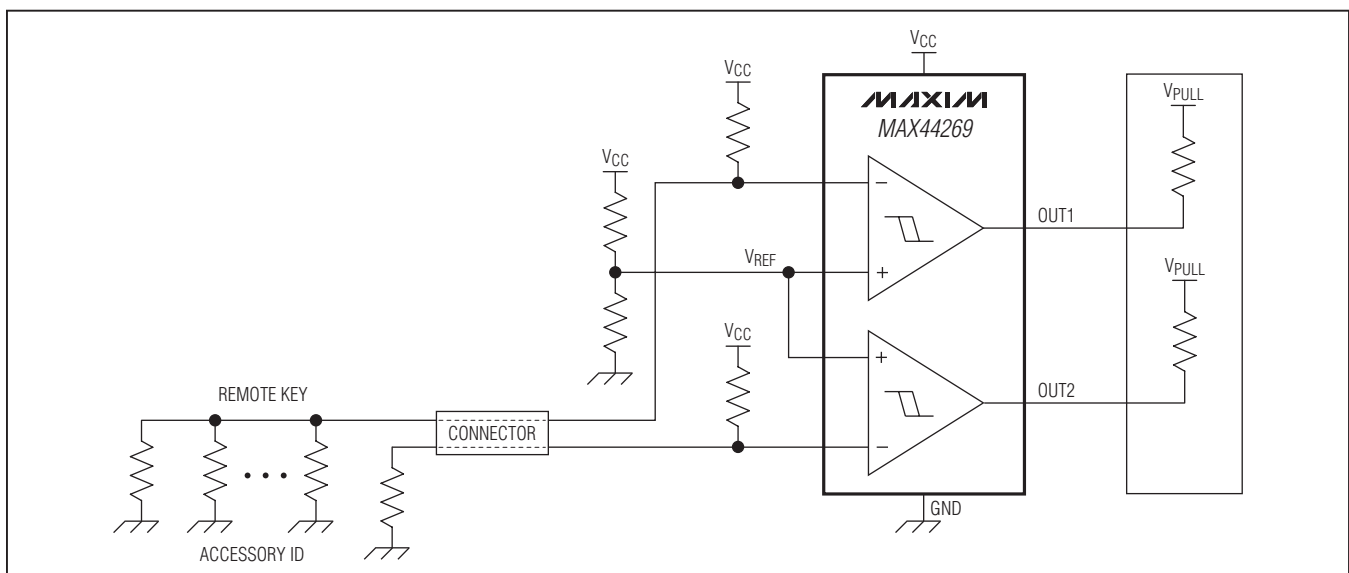 VCC
VCC
MAXIM
MAX44269
VPULL
VCC
−
OUT1
VREF
+
VPULL
VCC
+
REMOTE KEY
OUT2
CONNECTOR
−
GND
ACCESSORY ID